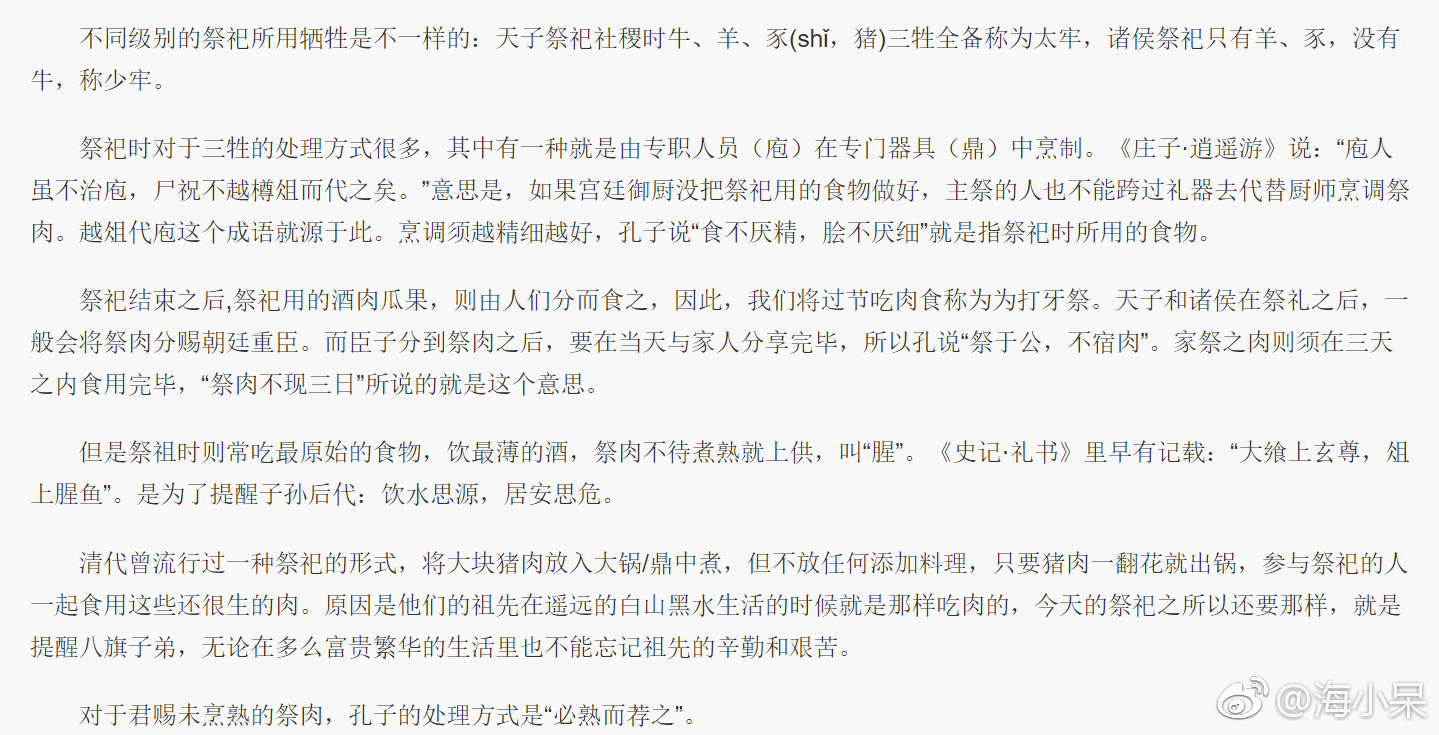 不同级别的祭祀所用牺牲是不一样的：天子祭祀社稷时牛、羊、豕(shǐ，猪)三牲全备称为太牢，诸侯祭祀只有羊、豕，没有
牛，称少牢。
祭祀时对于三牲的处理方式很多，其中有一种就是由专职人员（庖）在专门器具（鼎）中烹制。《庄子·逍遥游》说：“庖人
虽不治庖，尸祝不越樽俎而代之矣。”意思是，如果宫廷御厨没把祭祀用的食物做好，主祭的人也不能跨过礼器去代替厨师烹调祭
肉。越俎代庖这个成语就源于此。烹调须越精细越好，孔子说“食不厌精，脍不厌细”就是指祭祀时所用的食物。
祭祀结束之后,祭祀用的酒肉瓜果，则由人们分而食之，因此，我们将过节吃肉食称为为打牙祭。天子和诸侯在祭礼之后，一
般会将祭肉分赐朝廷重臣。而臣子分到祭肉之后，要在当天与家人分享完毕，所以孔说“祭于公，不宿肉”。家祭之肉则须在三天
之内食用完毕，“祭肉不现三日”所说的就是这个意思。
但是祭祖时则常吃最原始的食物，饮最薄的酒，祭肉不待煮熟就上供，叫“腥”。《史记·礼书》里早有记载：“大飨上玄尊，俎
上腥鱼”。是为了提醒子孙后代：饮水思源，居安思危。
清代曾流行过一种祭祀的形式，将大块猪肉放入大锅/鼎中煮，但不放任何添加料理，只要猪肉一翻花就出锅，参与祭祀的人
一起食用这些还很生的肉。原因是他们的祖先在遥远的白山黑水生活的时候就是那样吃肉的，今天的祭祀之所以还要那样，就是
提醒八旗子弟，无论在多么富贵繁华的生活里也不能忘记祖先的辛勤和艰苦。
对于君赐未烹熟的祭肉，孔子的处理方式是“必熟而荐之”。
@海小呆